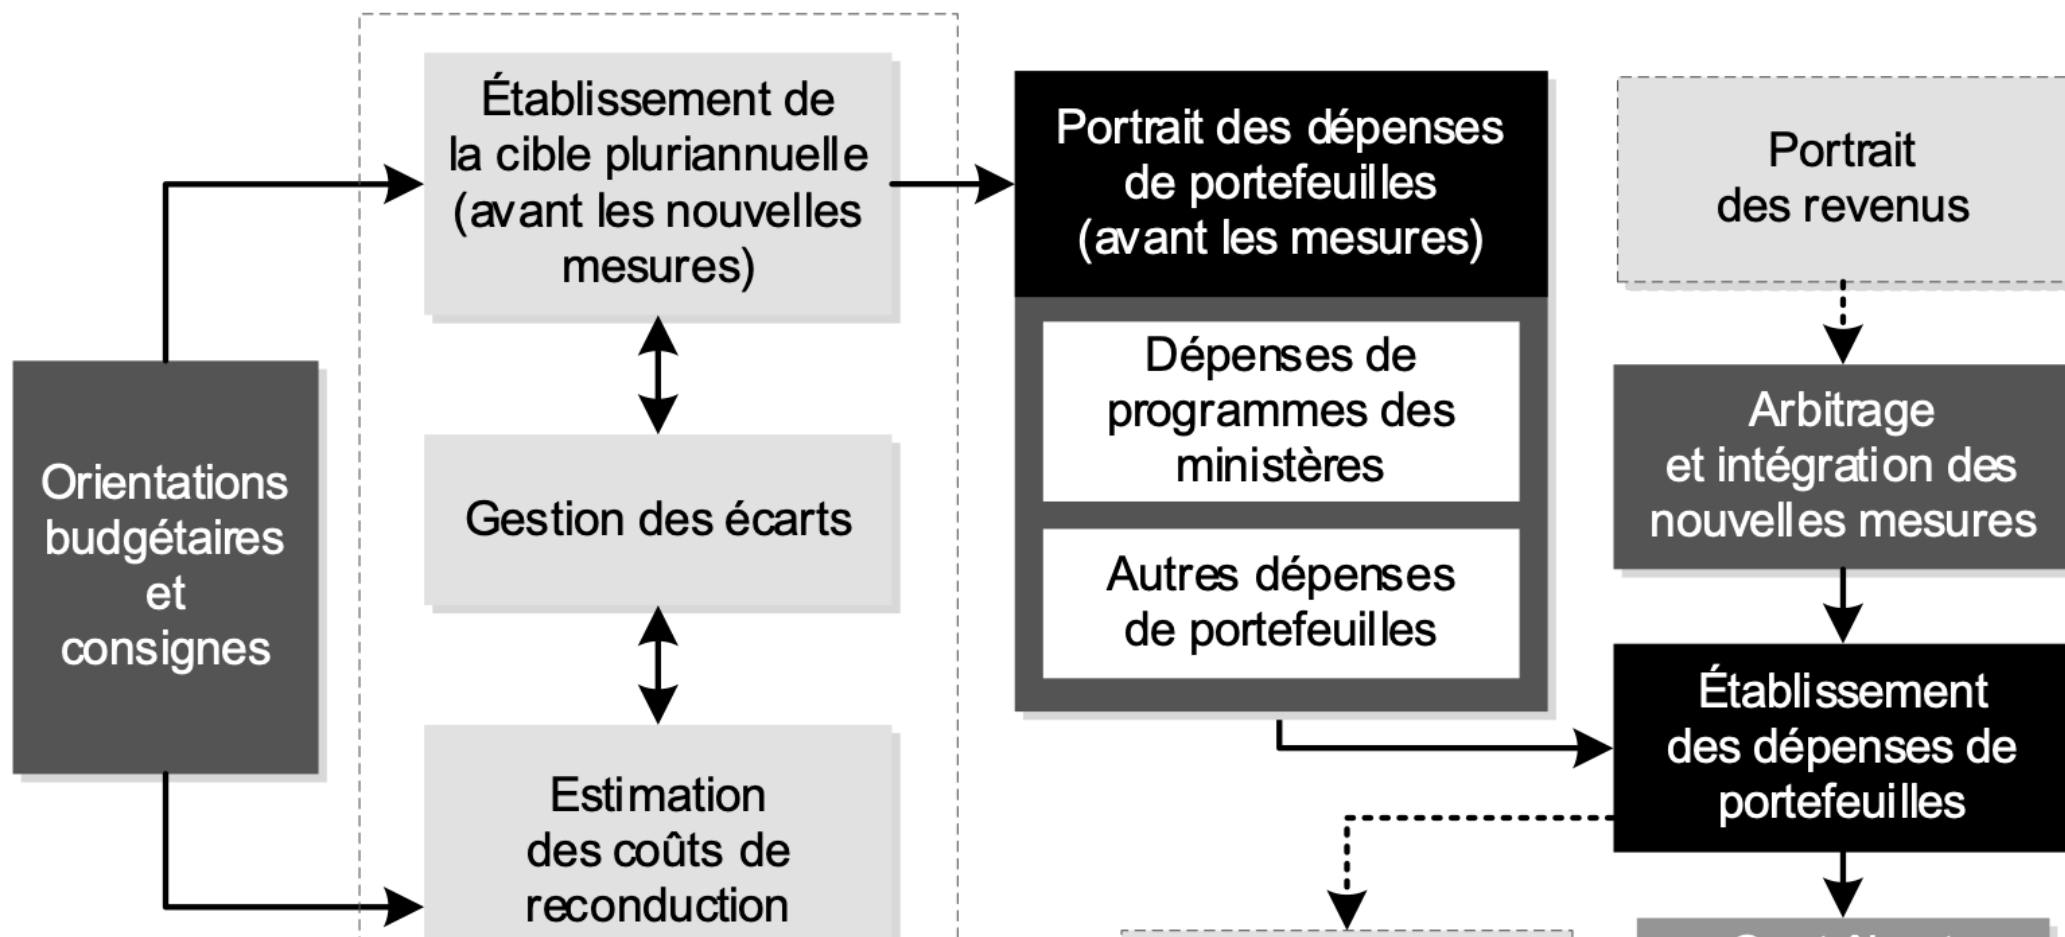 Établissement de
la cible pluriannuelle
(avant les nouvelles
mesures)
Portrait des dépenses
de portefeuilles
(avant les mesures)
Portrait
des revenus
Dépenses de
programmes des
ministères
Arbitrage
et intégration des
nouvelles mesures
Orientations
budgétaires
et
consignes
Gestion des écarts
Autres dépenses
de portefeuilles
Établissement
des dépenses de
portefeuilles
Estimation
des coûts de
reconduction